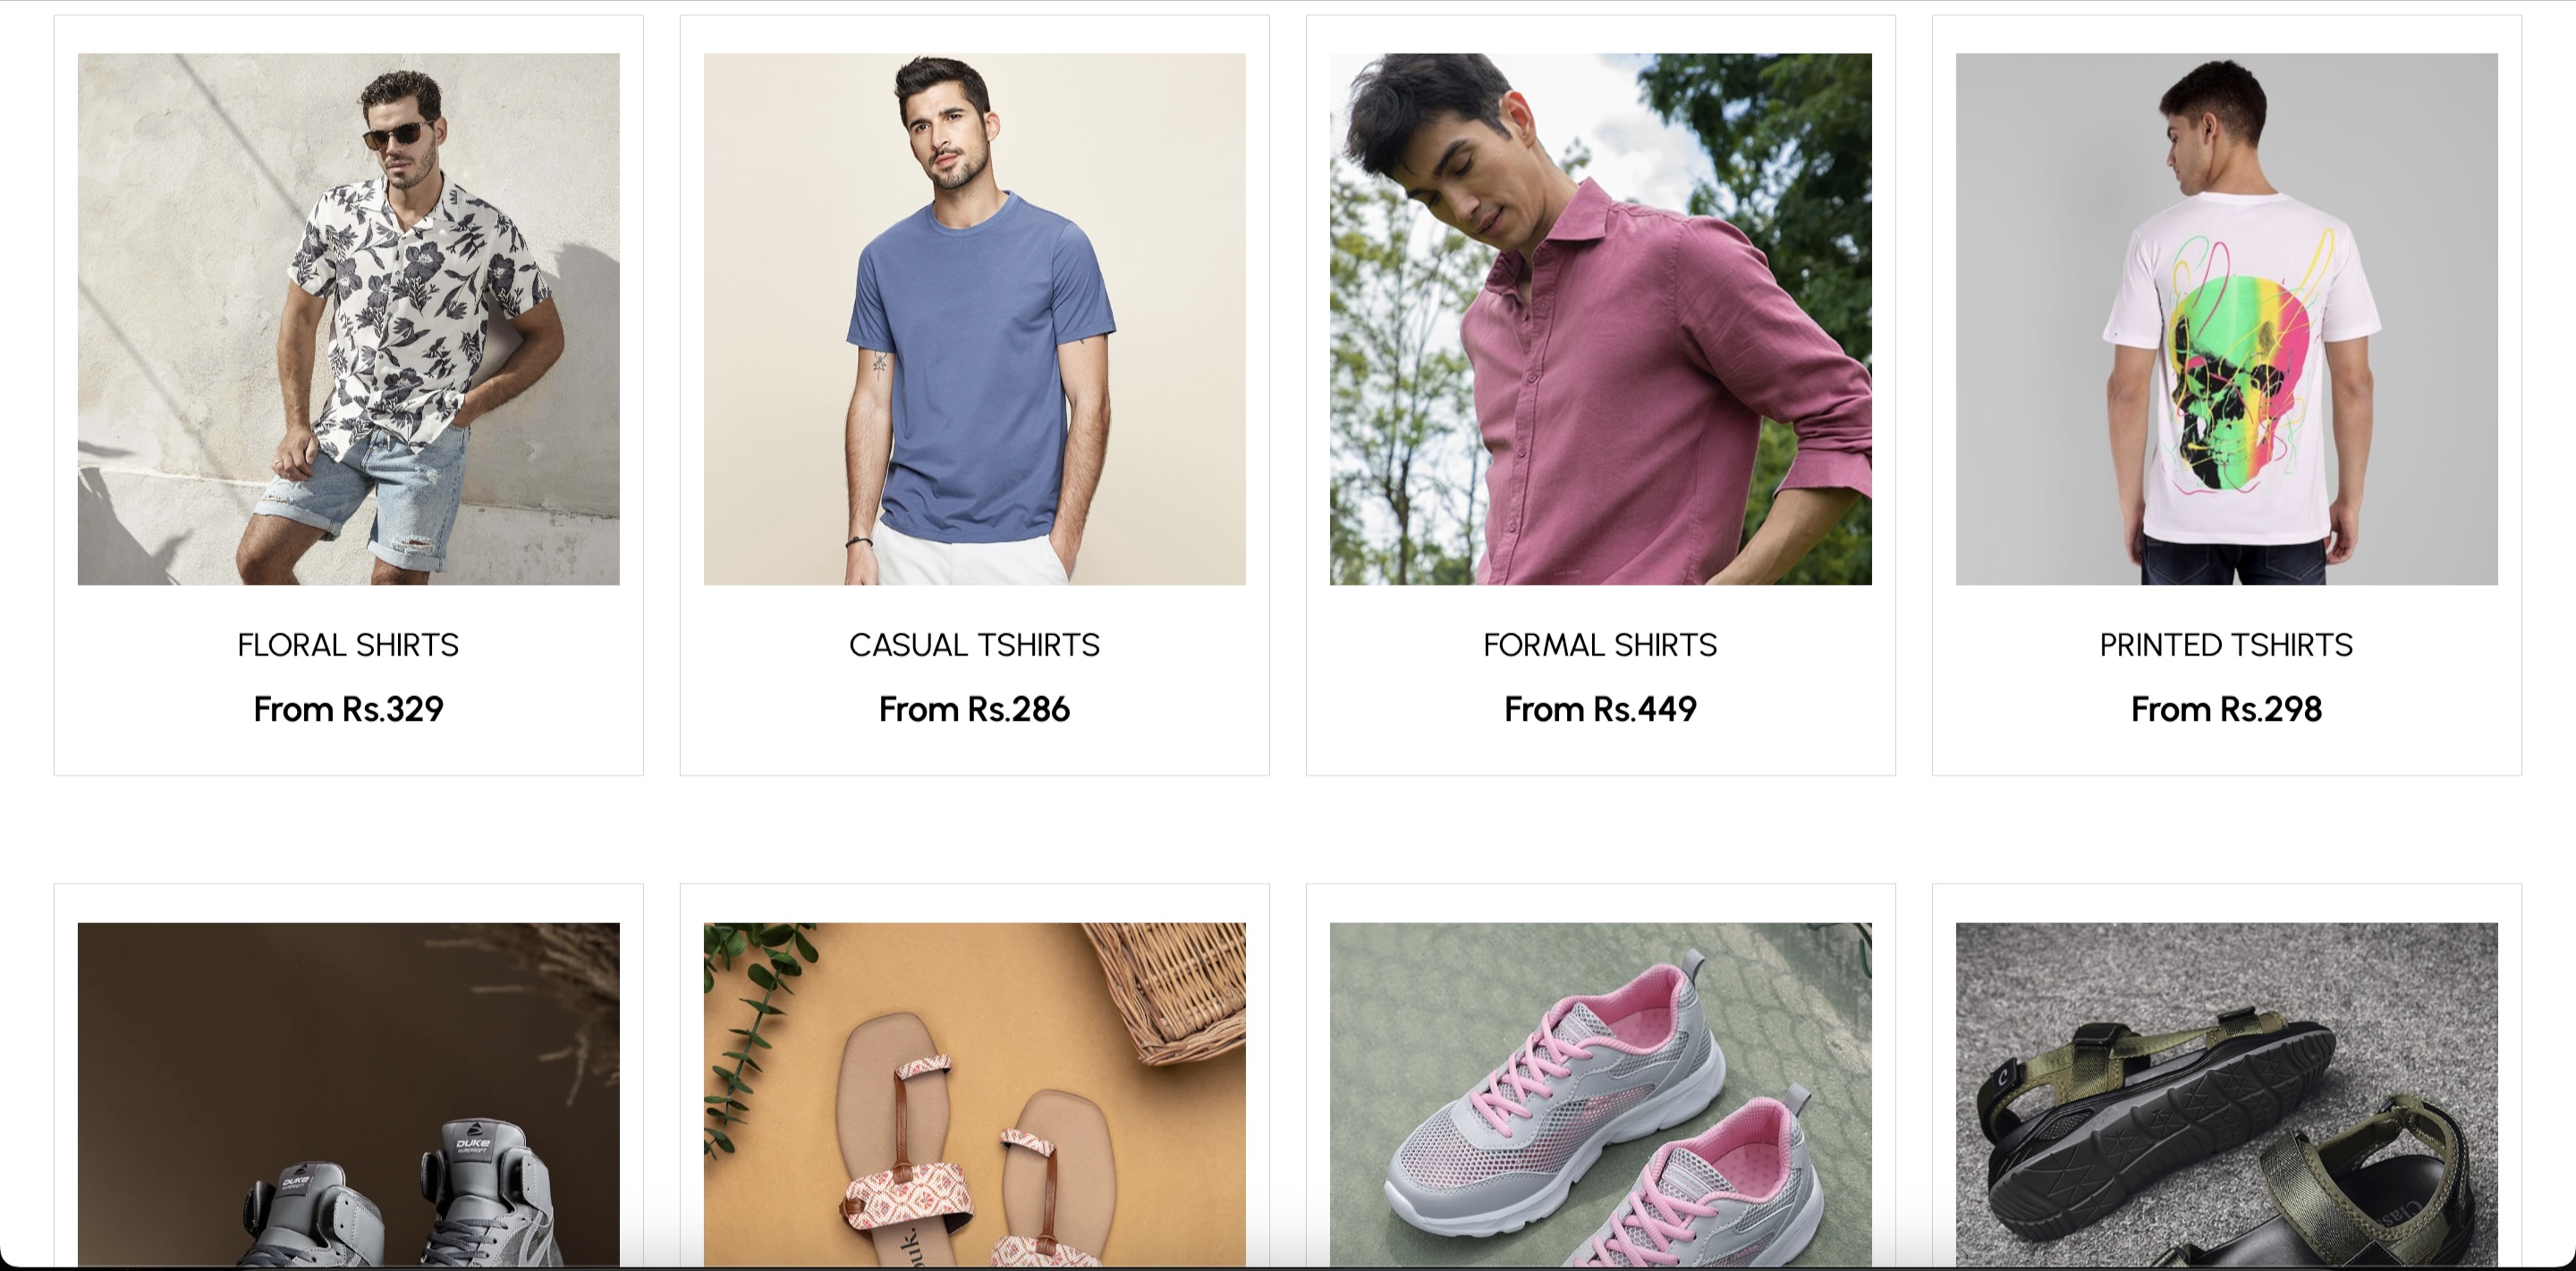 FLORAL SHIRTS
From Rs.329
CASUAL TSHIRTS
From Rs.286
FORMAL SHIRTS
From Rs.449
PRINTED TSHIRTS
From Rs.298
DUKE
DUKE